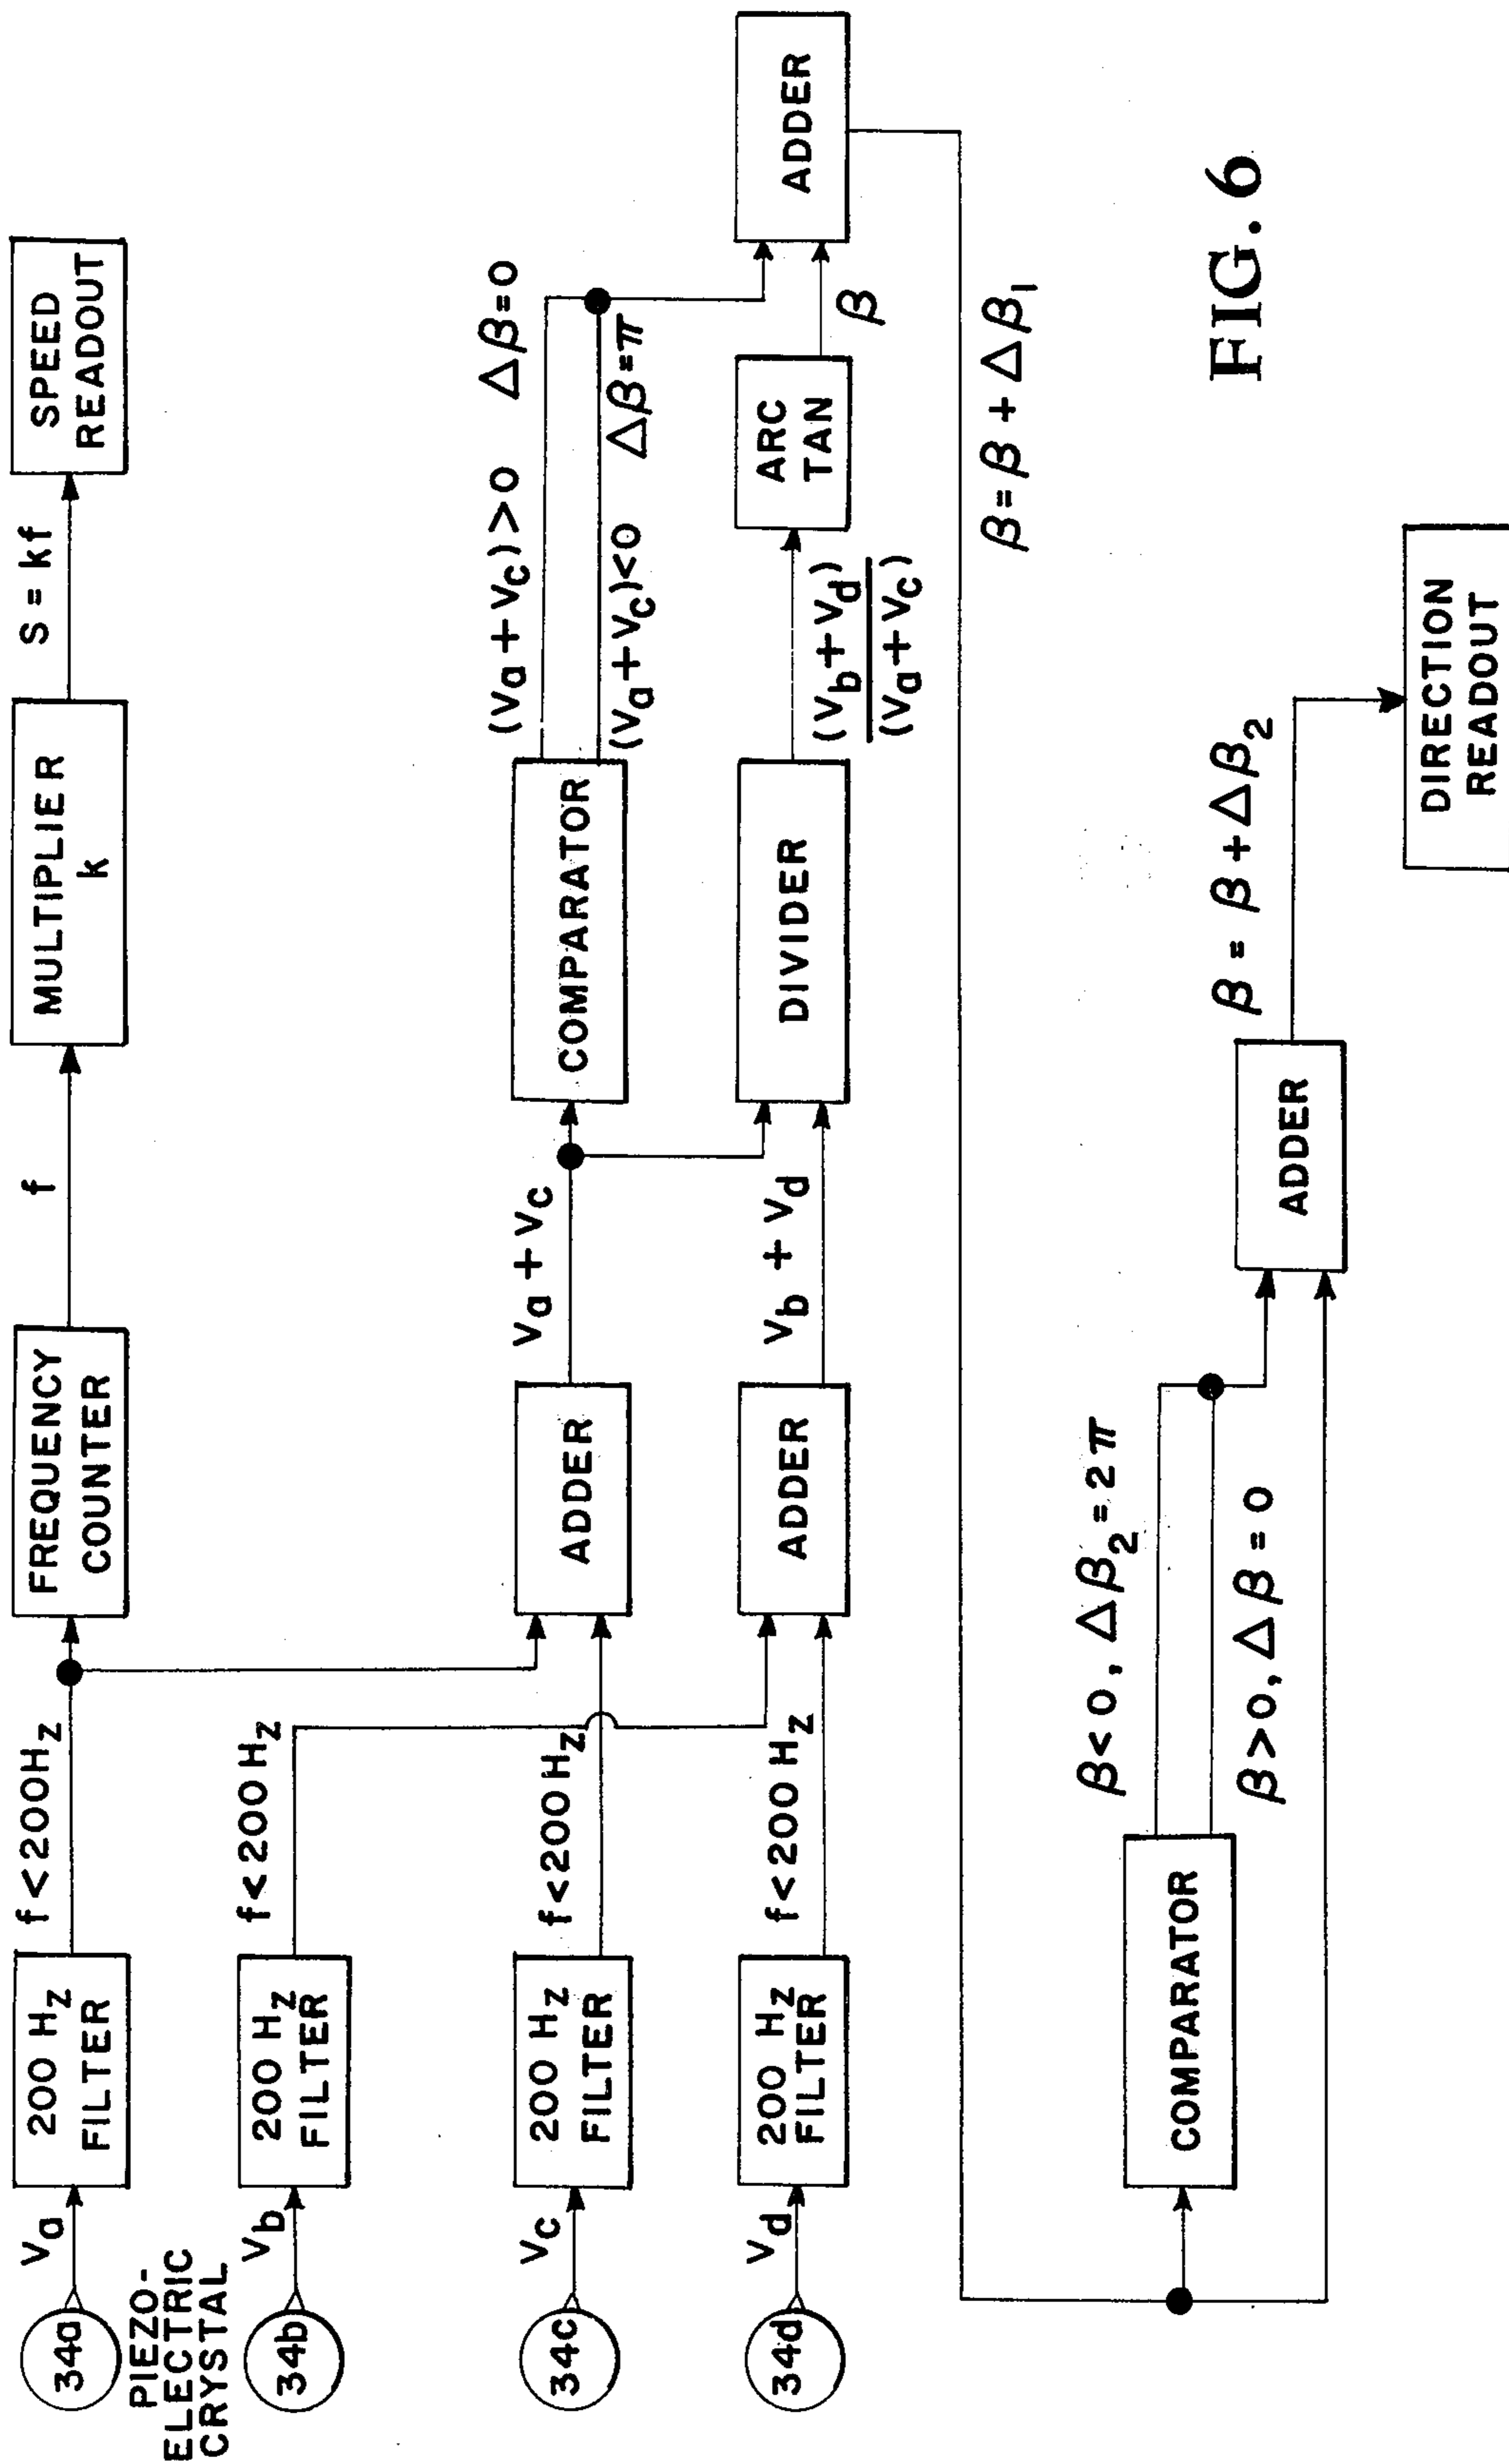 34a
PIEZO-
ELECTRIC
CRYSTAL
Va
200 Hz
FILTER
f < 200Hz
FREQUENCY
COUNTER
f
MULTIPLIER
k
S = kf
SPEED
READOUT
34b
Vb
200 Hz
FILTER
f < 200 Hz
34c
Vc
200 Hz
FILTER
f < 200 Hz
ADDER
Va + Vc
COMPARATOR
(Va + Vc) > 0 Δβ = 0
(Va + Vc) < 0 Δβ = π
34d
Vd
200 Hz
FILTER
f < 200 Hz
ADDER
Vb + Vd
DIVIDER
(Vb + Vd)
(Va + Vc)
ARC
TAN
β
ADDER
β = β + Δβ1
COMPARATOR
β < 0, Δβ2 = 2π
β > 0, Δβ = 0
ADDER
β = β + Δβ2
DIRECTION
READOUT
FIG. 6